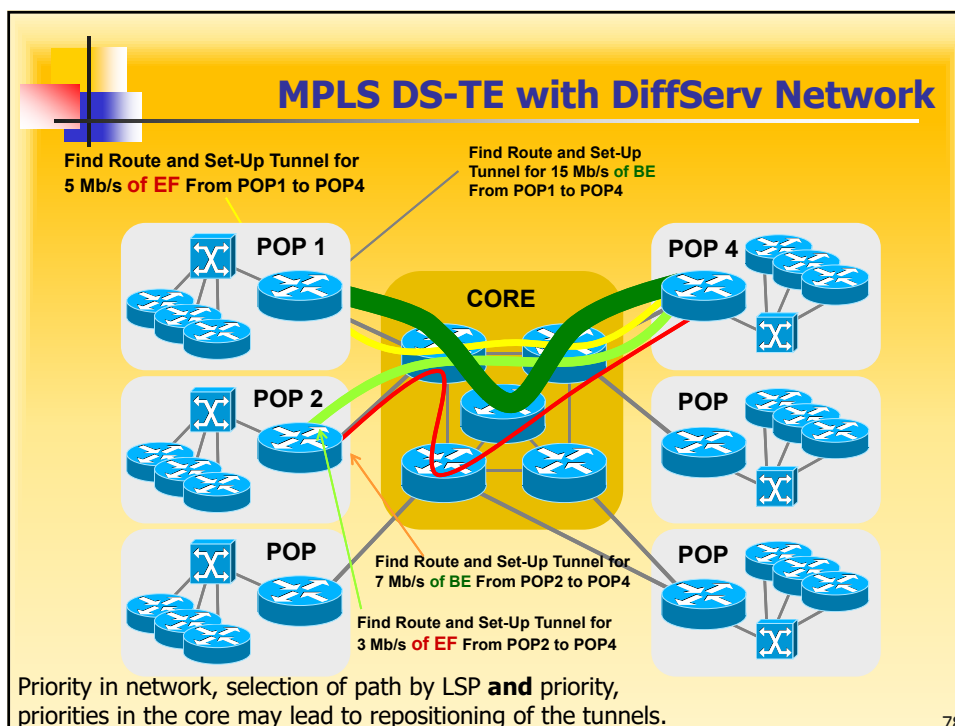 MPLS DS-TE with DiffServ Network
Find Route and Set-Up Tunnel for
5 Mb/s of EF From POP1 to POP4
Find Route and Set-Up
Tunnel for 15 Mb/s of BE
From POP1 to POP4
POP 1
POP 4
CORE
POP 2
POP
POP
POP
Find Route and Set-Up Tunnel for
7 Mb/s of BE From POP2 to POP4
Find Route and Set-Up Tunnel for
3 Mb/s of EF From POP2 to POP4
Priority in network, selection of path by LSP and priority,
priorities in the core may lead to repositioning of the tunnels.
78